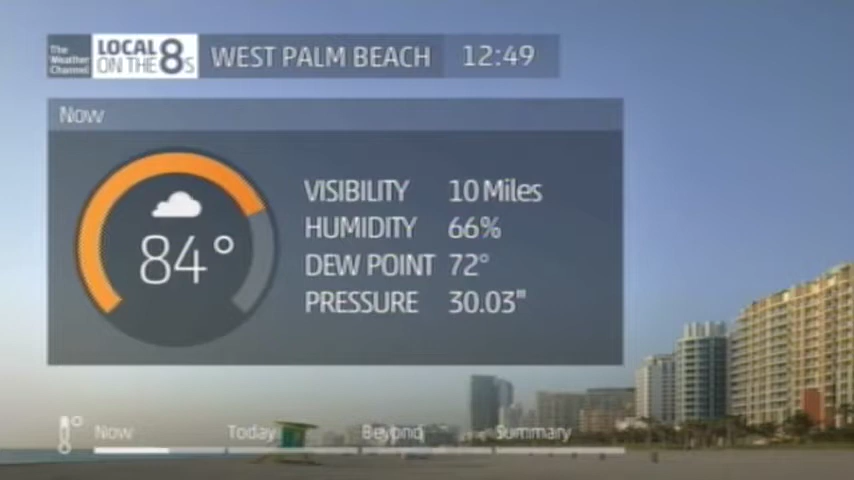 The Weather Channel
LOCAL ON THE 8s
WEST PALM BEACH 12:49
Now
84°
VISIBILITY 10 Miles
HUMIDITY 66%
DEW POINT 72°
PRESSURE 30.03"
Now Today Beyond Summary